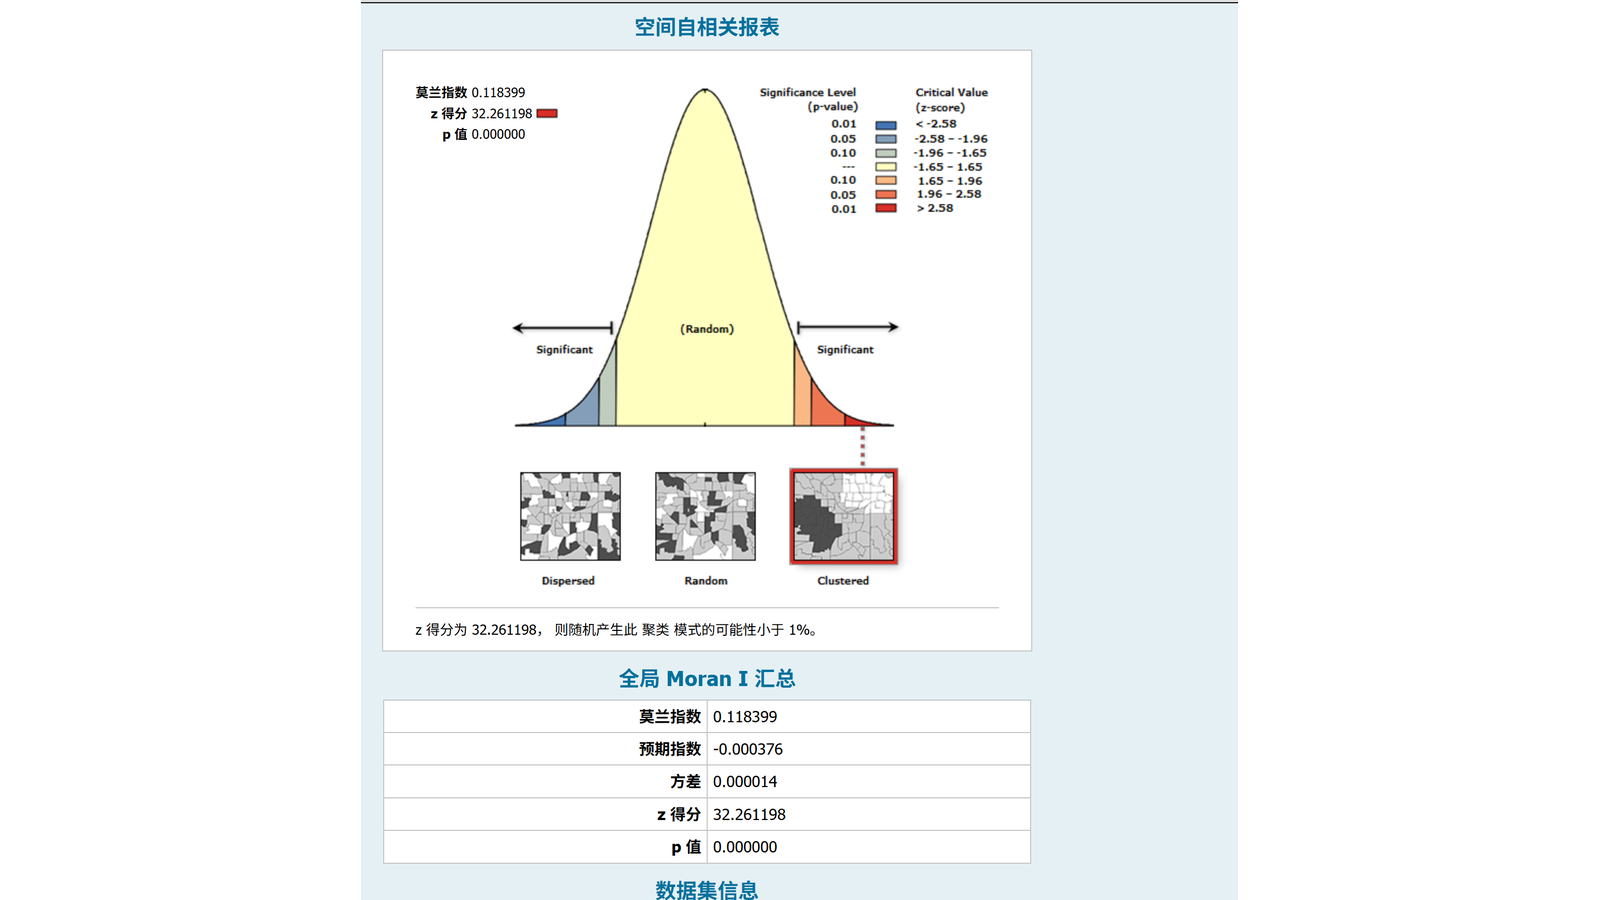 空间自相关报表
莫兰指数 0.118399
z 得分 32.261198
p 值 0.000000
Significance Level
(p-value)
Critical Value
(z-score)
0.01 < -2.58
0.05 -2.58 – -1.96
0.10 -1.96 – -1.65
--- -1.65 – 1.65
0.10 1.65 – 1.96
0.05 1.96 – 2.58
0.01 > 2.58
(Random)
Significant
Significant
Dispersed
Random
Clustered
z 得分为 32.261198， 则随机产生此 聚类 模式的可能性小于 1%。
全局 Moran I 汇总
莫兰指数 0.118399
预期指数 -0.000376
方差 0.000014
z 得分 32.261198
p 值 0.000000
数据集信息